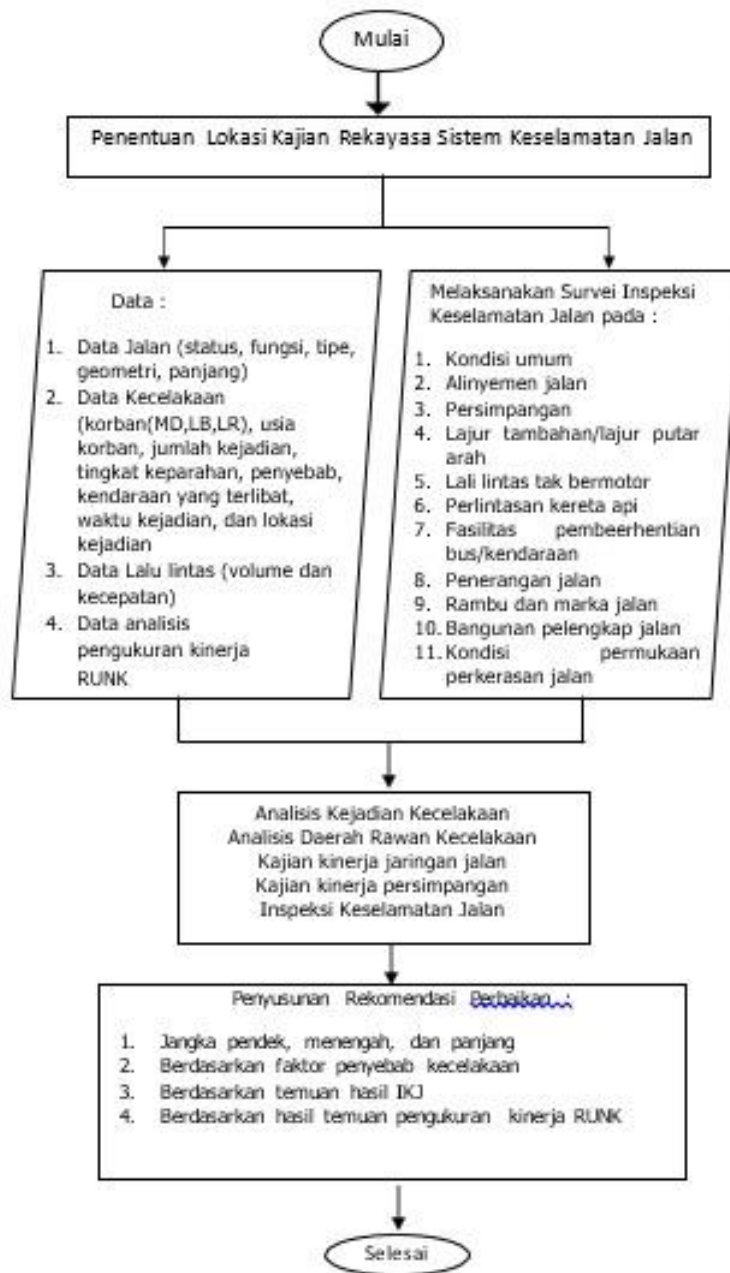 Mulai
Penentuan Lokasi Kajian Rekayasa Sistem Keselamatan Jalan
Data :
1. Data Jalan (status, fungsi, tipe,
geometri, panjang)
2. Data Kecelakaan
(korban(MD,LB,LR), usia
korban, jumlah kejadian,
tingkat keparahan, penyebab,
kendaraan yang terlibat,
waktu kejadian, dan lokasi
kejadian
3. Data Lalu lintas (volume dan
kecepatan)
4. Data analisis
pengukuran kinerja
RUNK
Melaksanakan Survei Inspeksi
Keselamatan Jalan pada :
1. Kondisi umum
2. Alinyemen jalan
3. Persimpangan
4. Lajur tambahan/lajur putar
arah
5. Lali lintas tak bermotor
6. Perlintasan kereta api
7. Fasilitas pembeerhentian
bus/kendaraan
8. Penerangan jalan
9. Rambu dan marka jalan
10. Bangunan pelengkap jalan
11. Kondisi permukaan
perkerasan jalan
Analisis Kejadian Kecelakaan
Analisis Daerah Rawan Kecelakaan
Kajian kinerja jaringan jalan
Kajian kinerja persimpangan
Inspeksi Keselamatan Jalan
Penyusunan Rekomendasi Perbaikan :
1. Jangka pendek, menengah, dan panjang
2. Berdasarkan faktor penyebab kecelakaan
3. Berdasarkan temuan hasil IKJ
4. Berdasarkan hasil temuan pengukuran kinerja RUNK
Selesai